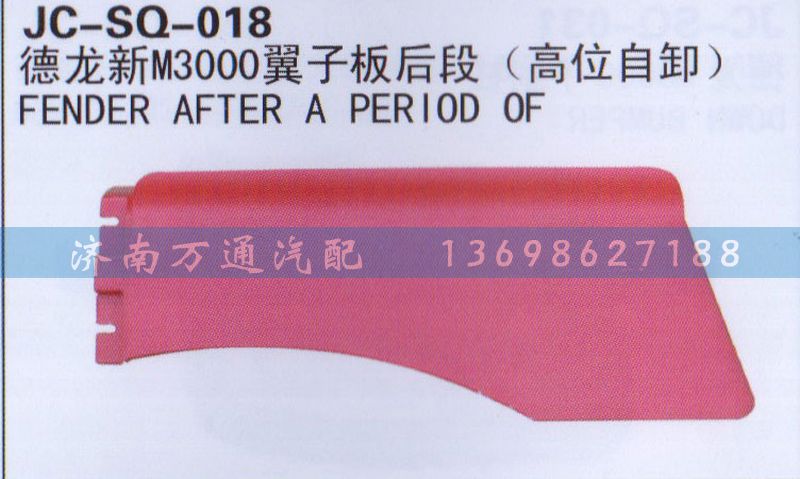 JC-SQ-018
德龙新M3000翼子板后段（高位自卸）
FENDER AFTER A PERIOD OF
济南万通汽配 13698627188